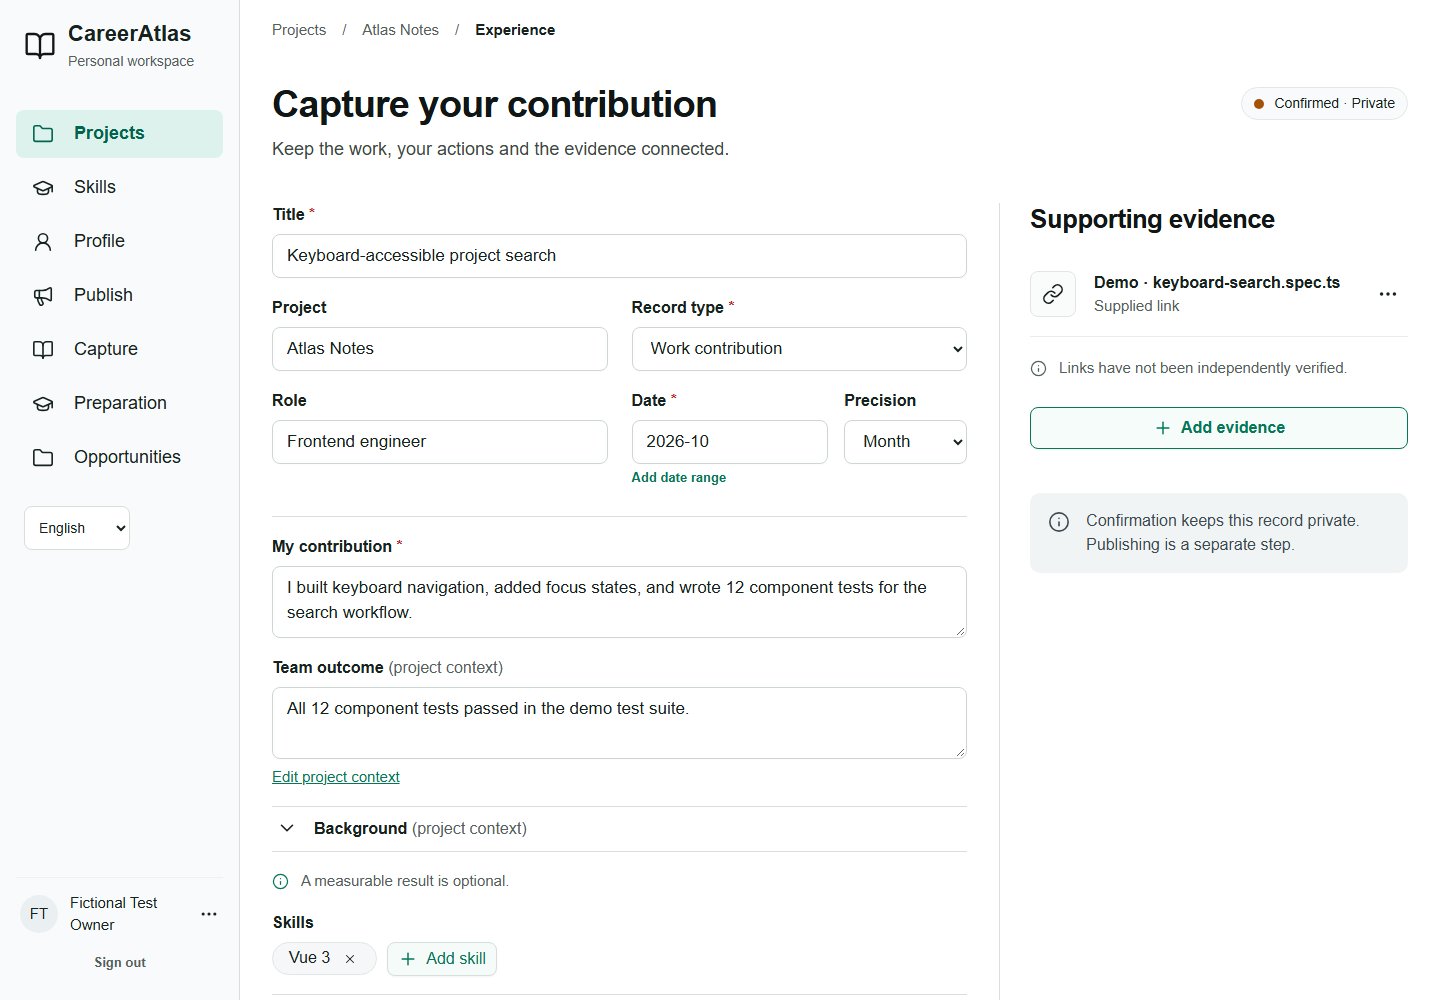 CareerAtlas
Personal workspace
Projects
Skills
Profile
Publish
Capture
Preparation
Opportunities
English
FT
Fictional Test
Owner
Sign out
Projects / Atlas Notes / Experience
Capture your contribution
Confirmed · Private
Keep the work, your actions and the evidence connected.
Title *
Keyboard-accessible project search
Project
Atlas Notes
Record type *
Work contribution
Role
Frontend engineer
Date *
2026-10
Precision
Month
Add date range
My contribution *
I built keyboard navigation, added focus states, and wrote 12 component tests for the
search workflow.
Team outcome (project context)
All 12 component tests passed in the demo test suite.
Edit project context
Background (project context)
A measurable result is optional.
Skills
Vue 3 ×
+ Add skill
Supporting evidence
Demo · keyboard-search.spec.ts
Supplied link
Links have not been independently verified.
+ Add evidence
Confirmation keeps this record private.
Publishing is a separate step.